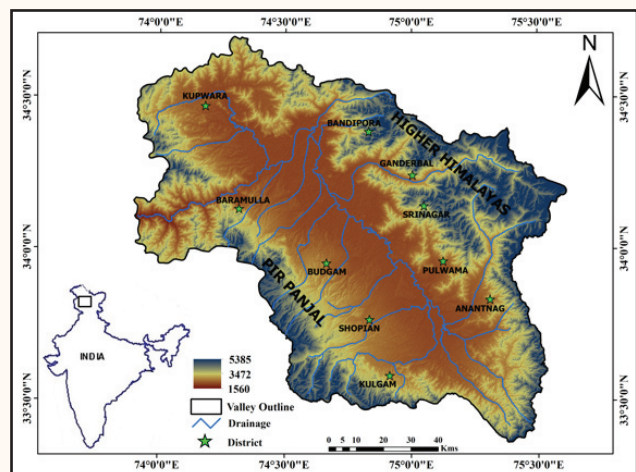 74°0'0"E 74°30'0"E 75°0'0"E 75°30'0"E
N
34°30'0"N 34°30'0"N
KUPWARA
BANDIPORA
HIGHER HIMALAYAS
GANDERBAL
BARAMULLA
SRINAGAR
34°0'0"N 34°0'0"N
PIR PANJAL
BUDGAM
PULWAMA
ANANTNAG
SHOPIAN
KULGAM
INDIA
5385
3472
1560
Valley Outline
Drainage
District
33°30'0"N 33°30'0"N
0 5 10 20 30 40
Kms
74°0'0"E 74°30'0"E 75°0'0"E 75°30'0"E